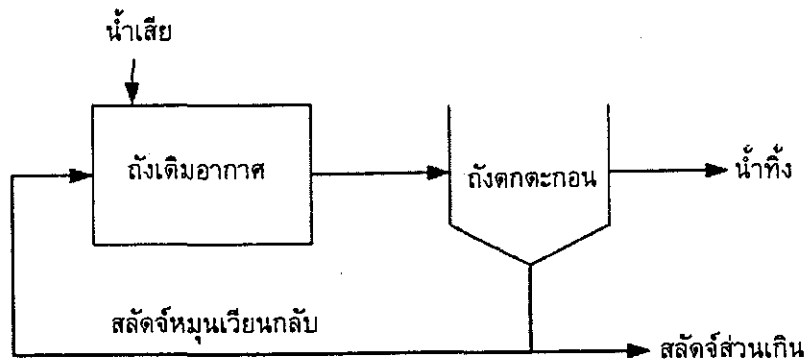 น้ำเสีย
ถังเติมอากาศ
ถังตกตะกอน
น้ำทิ้ง
สลัดจ์หมุนเวียนกลับ
สลัดจ์ส่วนเกิน